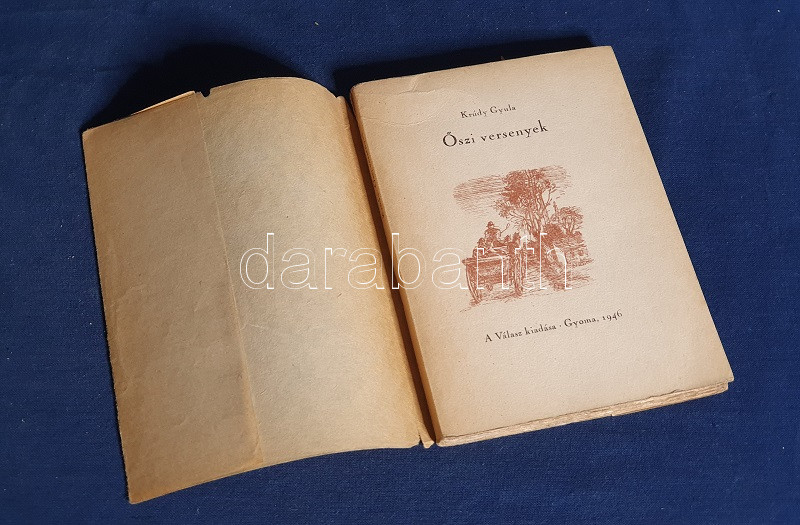 Krúdy Gyula
Őszi versenyek
darabanth
A Válasz kiadása · Gyoma, 1946